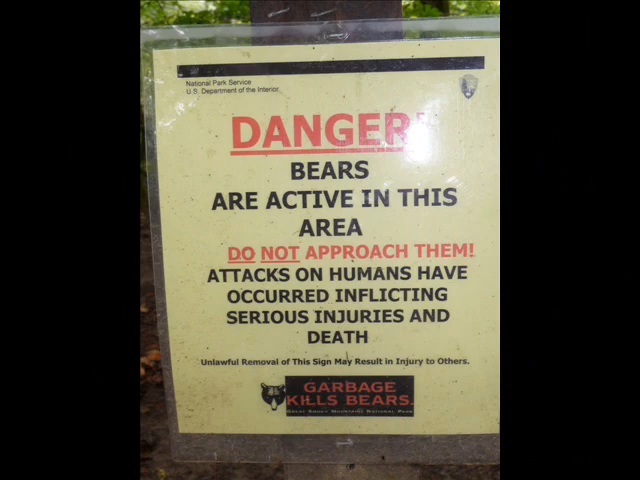 National Park Service
U.S. Department of the Interior
DANGER!
BEARS
ARE ACTIVE IN THIS
AREA
DO NOT APPROACH THEM!
ATTACKS ON HUMANS HAVE
OCCURRED INFLICTING
SERIOUS INJURIES AND
DEATH
Unlawful Removal of This Sign May Result in Injury to Others.
GARBAGE
KILLS BEARS.
GREAT SMOKY MOUNTAINS NATIONAL PARK